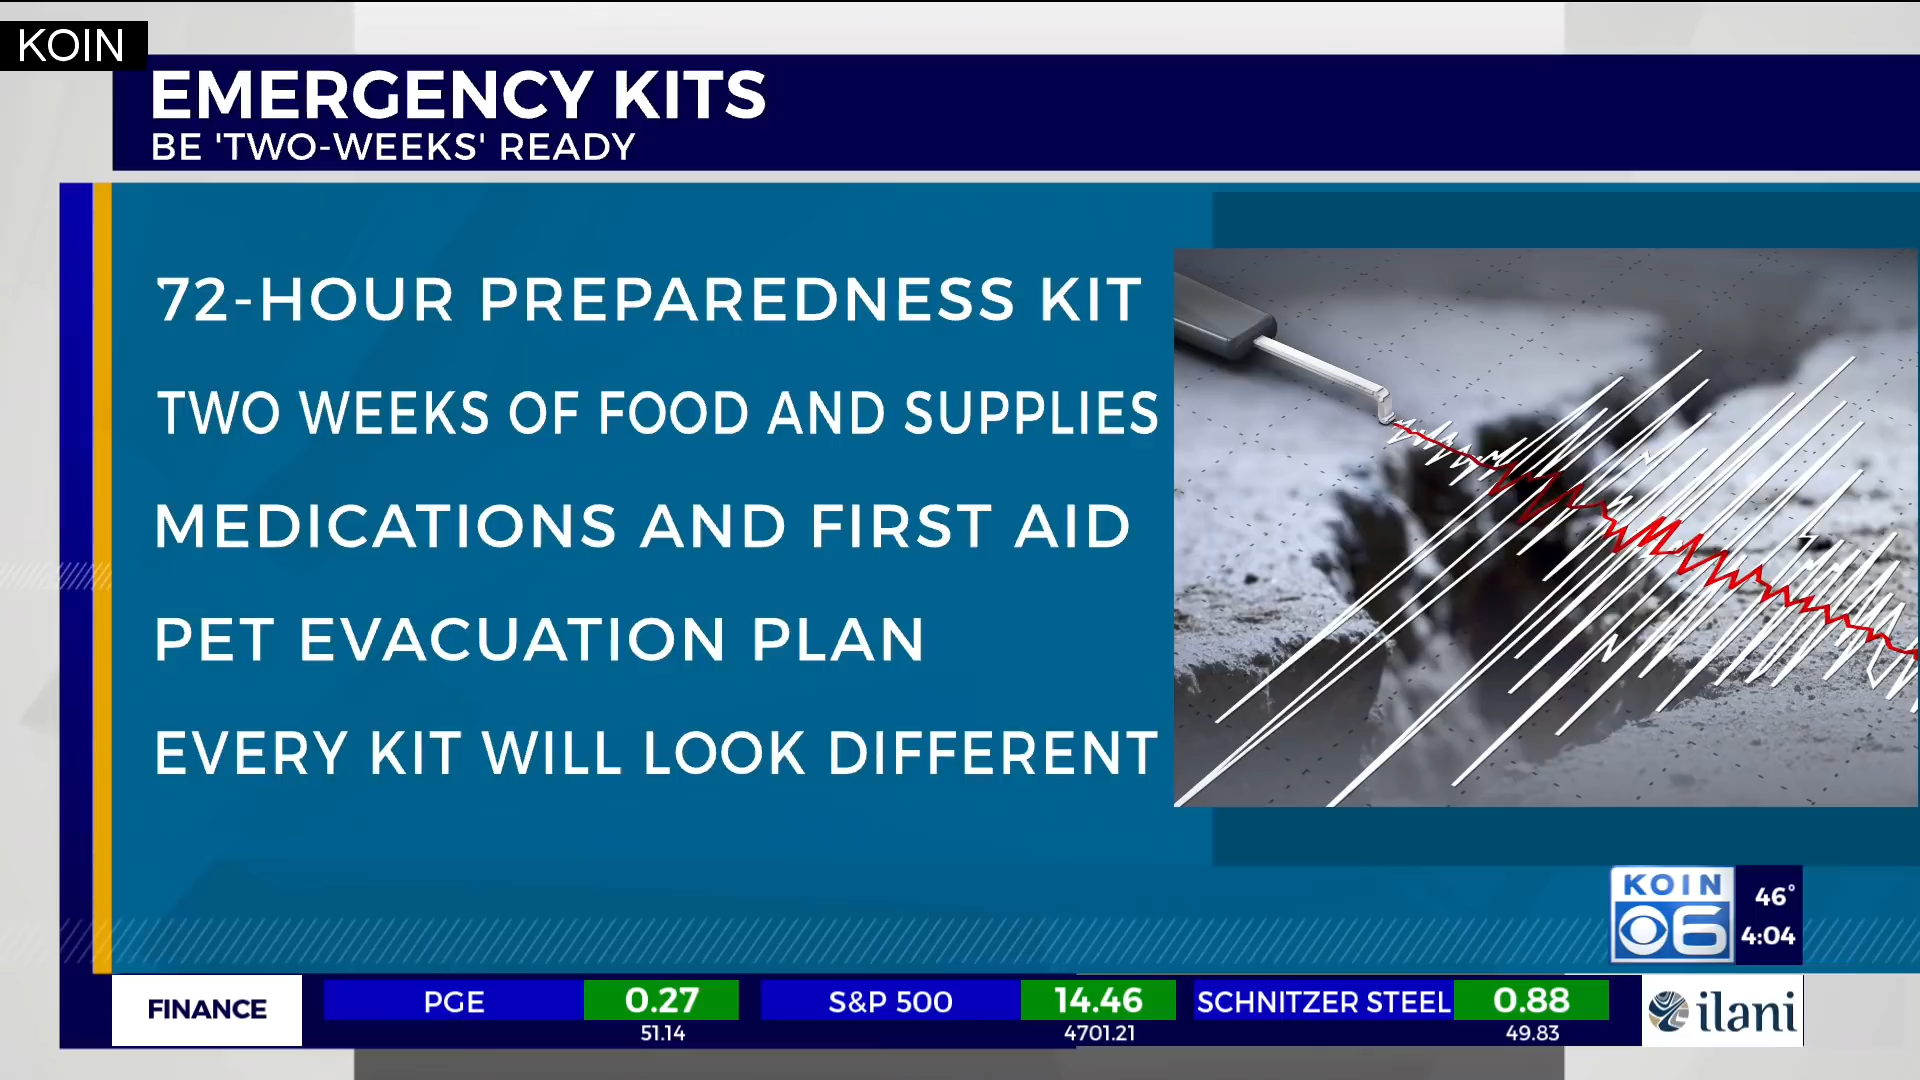 KOIN
EMERGENCY KITS
BE 'TWO-WEEKS' READY
72-HOUR PREPAREDNESS KIT
TWO WEEKS OF FOOD AND SUPPLIES
MEDICATIONS AND FIRST AID
PET EVACUATION PLAN
EVERY KIT WILL LOOK DIFFERENT
KOIN
6
46°
4:04
FINANCE
PGE
0.27
51.14
S&P 500
14.46
4701.21
SCHNITZER STEEL
0.88
49.83
ilani